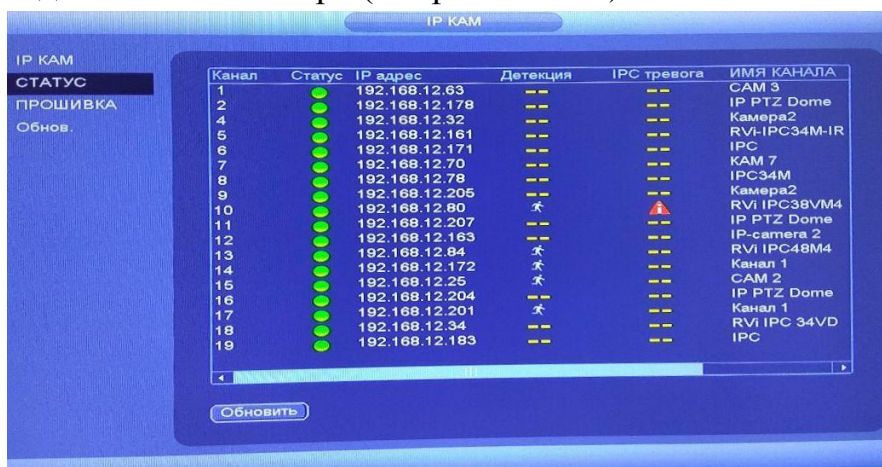 IP КАМ
IP КАМ
СТАТУС
ПРОШИВКА
Обнов.
Канал Статус IP адрес Детекция IPC тревога ИМЯ КАНАЛА
1 192.168.12.63 -- -- CAM 3
2 192.168.12.178 -- -- IP PTZ Dome
4 192.168.12.32 -- -- Камера2
5 192.168.12.161 -- -- RVi-IPC34M-IR
6 192.168.12.171 -- -- IPC
7 192.168.12.70 -- -- КАМ 7
8 192.168.12.78 -- -- IPC34M
9 192.168.12.205 -- -- Камера2
10 192.168.12.80 RVi IPC38VM4
11 192.168.12.207 -- -- IP PTZ Dome
12 192.168.12.163 -- -- IP-camera 2
13 192.168.12.84 -- RVi IPC48M4
14 192.168.12.172 -- Канал 1
15 192.168.12.25 -- CAM 2
16 192.168.12.204 -- -- IP PTZ Dome
17 192.168.12.201 -- Канал 1
18 192.168.12.34 -- -- RVi IPC 34VD
19 192.168.12.183 -- -- IPC
Обновить